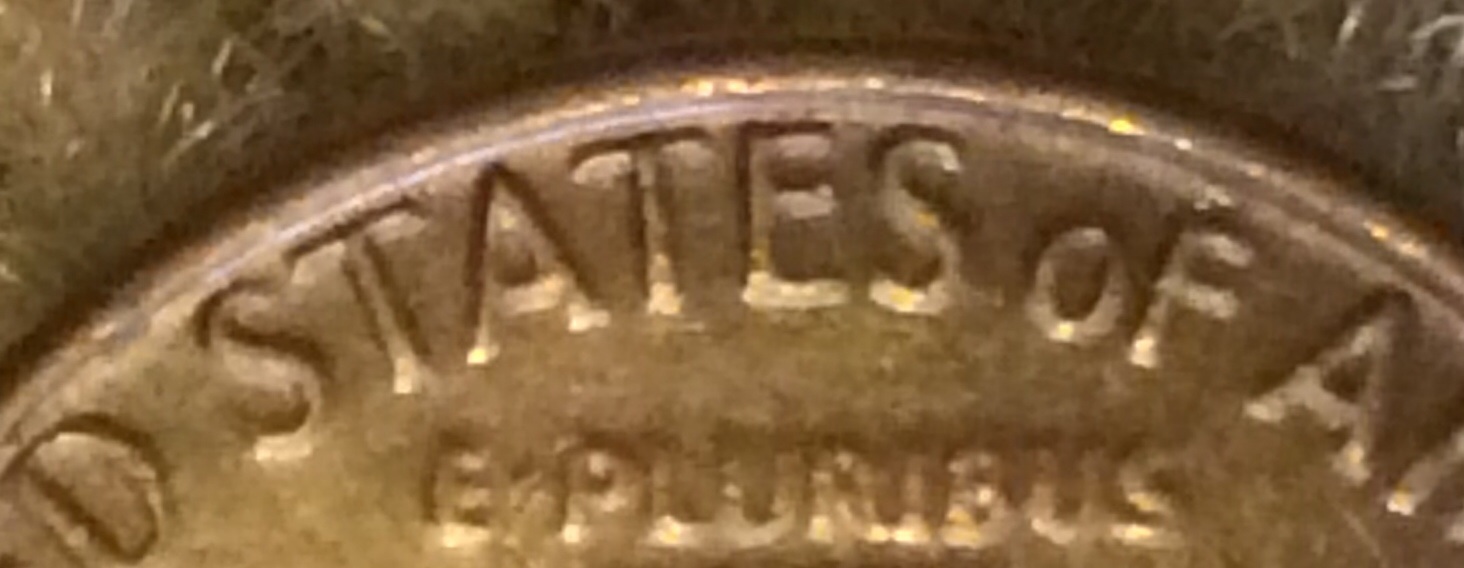 D STATES OF A
E PLURIBUS